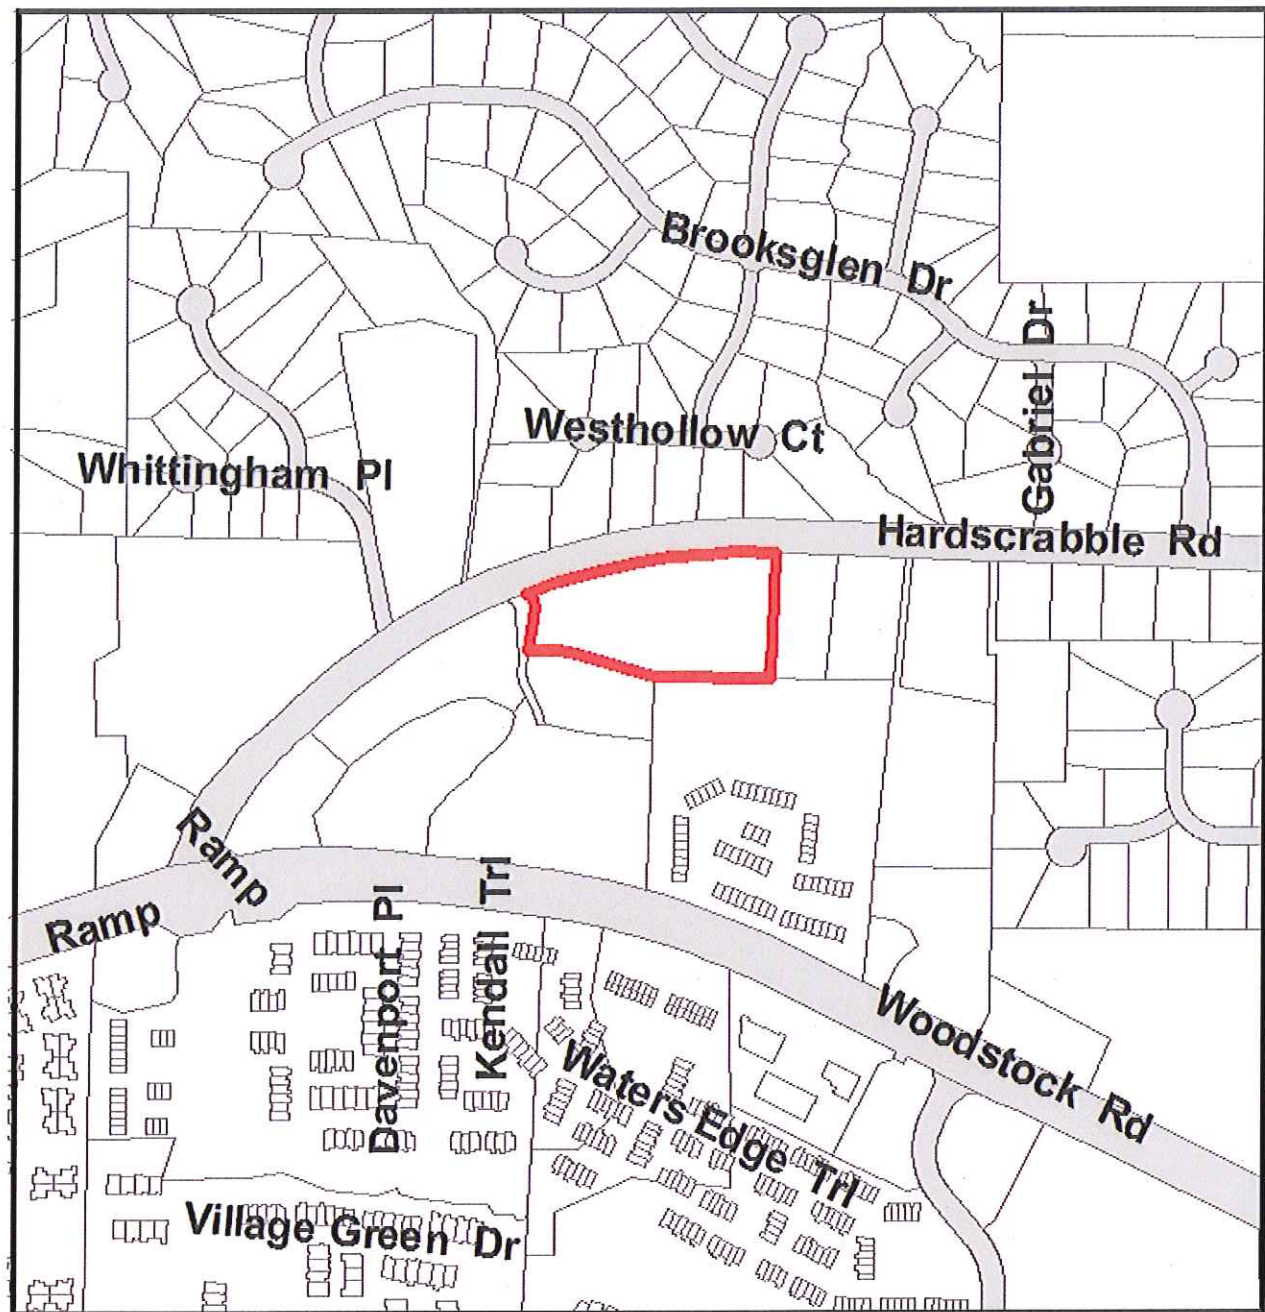 Brooksglen Dr
Gabriel Dr
Westhollow Ct
Whittingham Pl
Hardscrabble Rd
Ramp
Ramp
Davenport Pl
Kendall Trl
Woodstock Rd
Waters Edge Trl
Village Green Dr